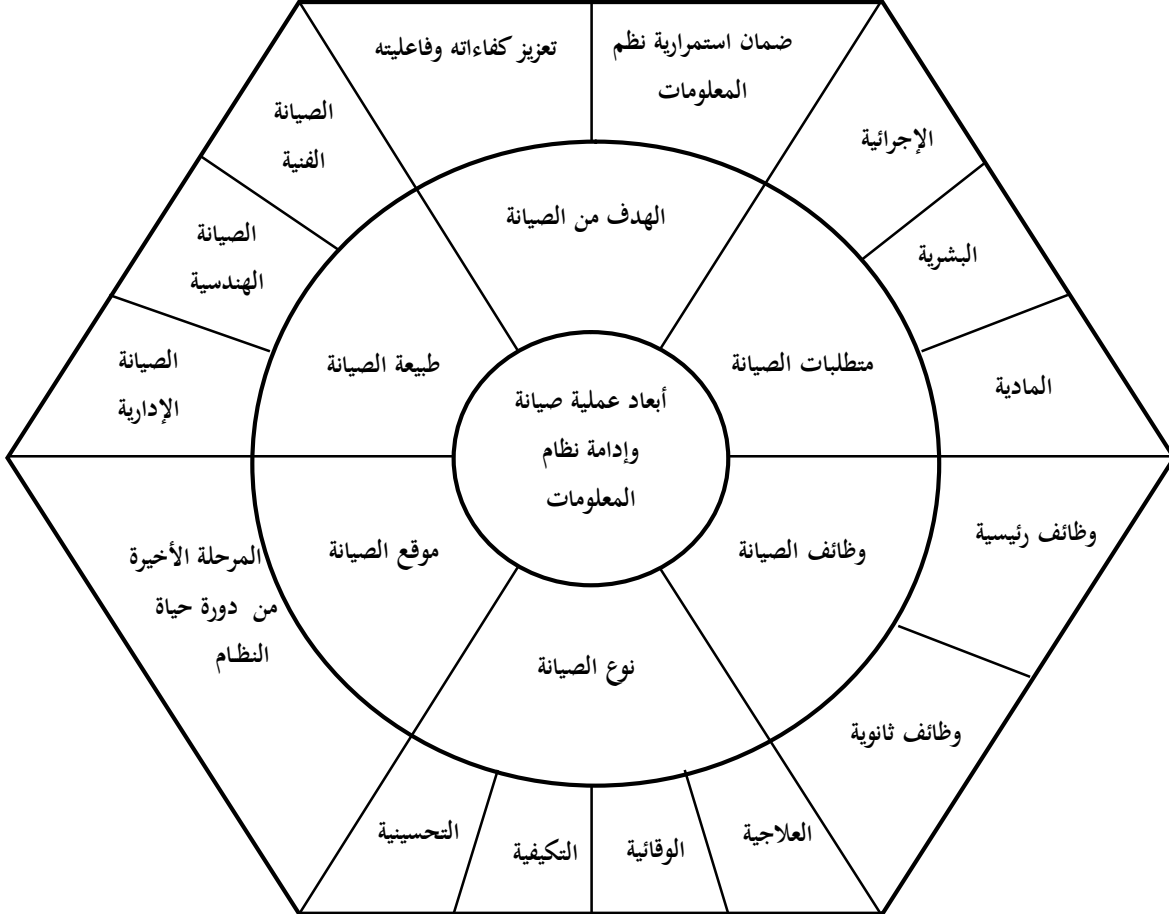 ضمان استمرارية نظم
المعلومات
تعزيز كفاءاته وفاعليته
الإجرائية
البشرية
المادية
الصيانة
الفنية
الصيانة
الهندسية
الصيانة
الإدارية
الهدف من الصيانة
متطلبات الصيانة
طبيعة الصيانة
أبعاد عملية صيانة
وإدامة نظام
المعلومات
وظائف الصيانة
موقع الصيانة
نوع الصيانة
وظائف رئيسية
وظائف ثانوية
المرحلة الأخيرة
من دورة حياة
النظام
العلاجية
الوقائية
التكيفية
التحسينية